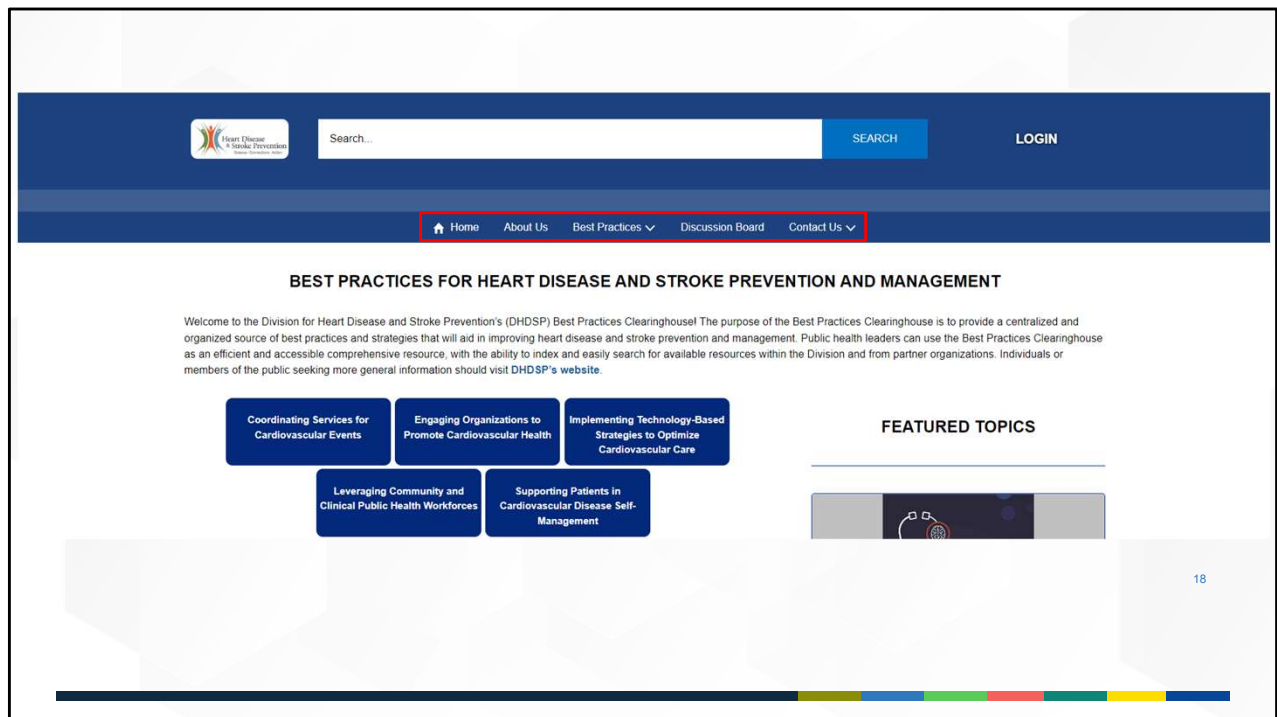 Heart Disease
& Stroke Prevention
Search...
SEARCH
LOGIN
Home About Us Best Practices Discussion Board Contact Us
BEST PRACTICES FOR HEART DISEASE AND STROKE PREVENTION AND MANAGEMENT
Welcome to the Division for Heart Disease and Stroke Prevention's (DHDSP) Best Practices Clearinghouse! The purpose of the Best Practices Clearinghouse is to provide a centralized and
organized source of best practices and strategies that will aid in improving heart disease and stroke prevention and management. Public health leaders can use the Best Practices Clearinghouse
as an efficient and accessible comprehensive resource, with the ability to index and easily search for available resources within the Division and from partner organizations. Individuals or
members of the public seeking more general information should visit DHDSP's website.
Coordinating Services for
Cardiovascular Events
Engaging Organizations to
Promote Cardiovascular Health
Implementing Technology-Based
Strategies to Optimize
Cardiovascular Care
Leveraging Community and
Clinical Public Health Workforces
Supporting Patients in
Cardiovascular Disease Self-
Management
FEATURED TOPICS
18